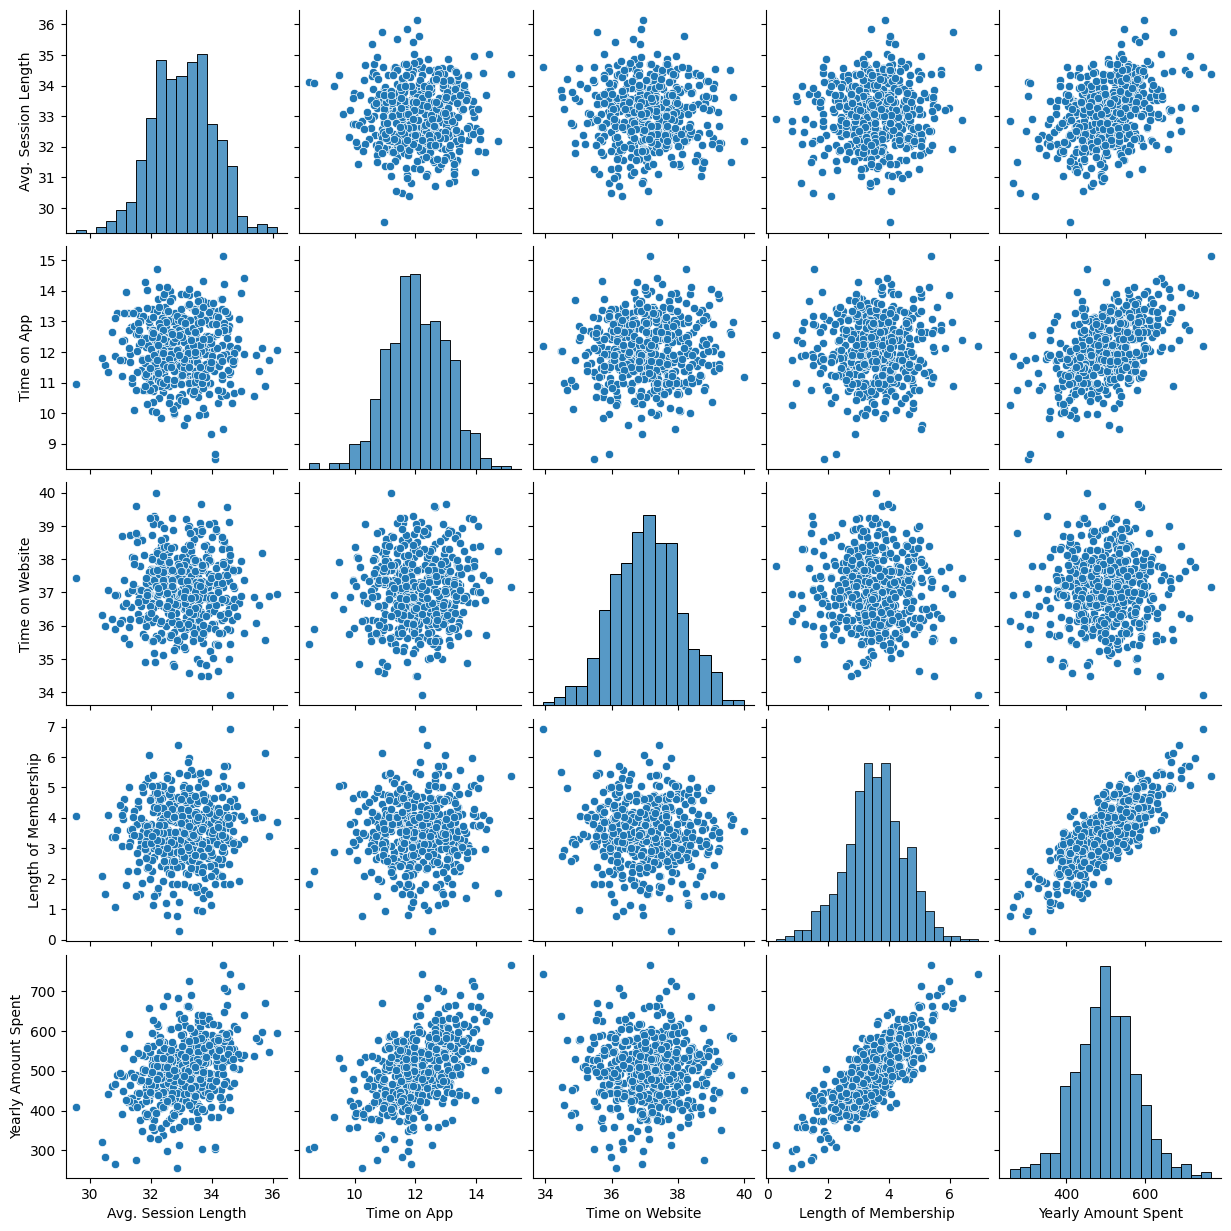 36
35
34
33
32
31
30
Avg. Session Length
15
14
13
12
11
10
9
Time on App
40
39
38
37
36
35
34
Time on Website
7
6
5
4
3
2
1
0
Length of Membership
700
600
500
400
300
Yearly Amount Spent
30 32 34 36
10 12 14
34 36 38 40
0 2 4 6
400 600
Avg. Session Length
Time on App
Time on Website
Length of Membership
Yearly Amount Spent